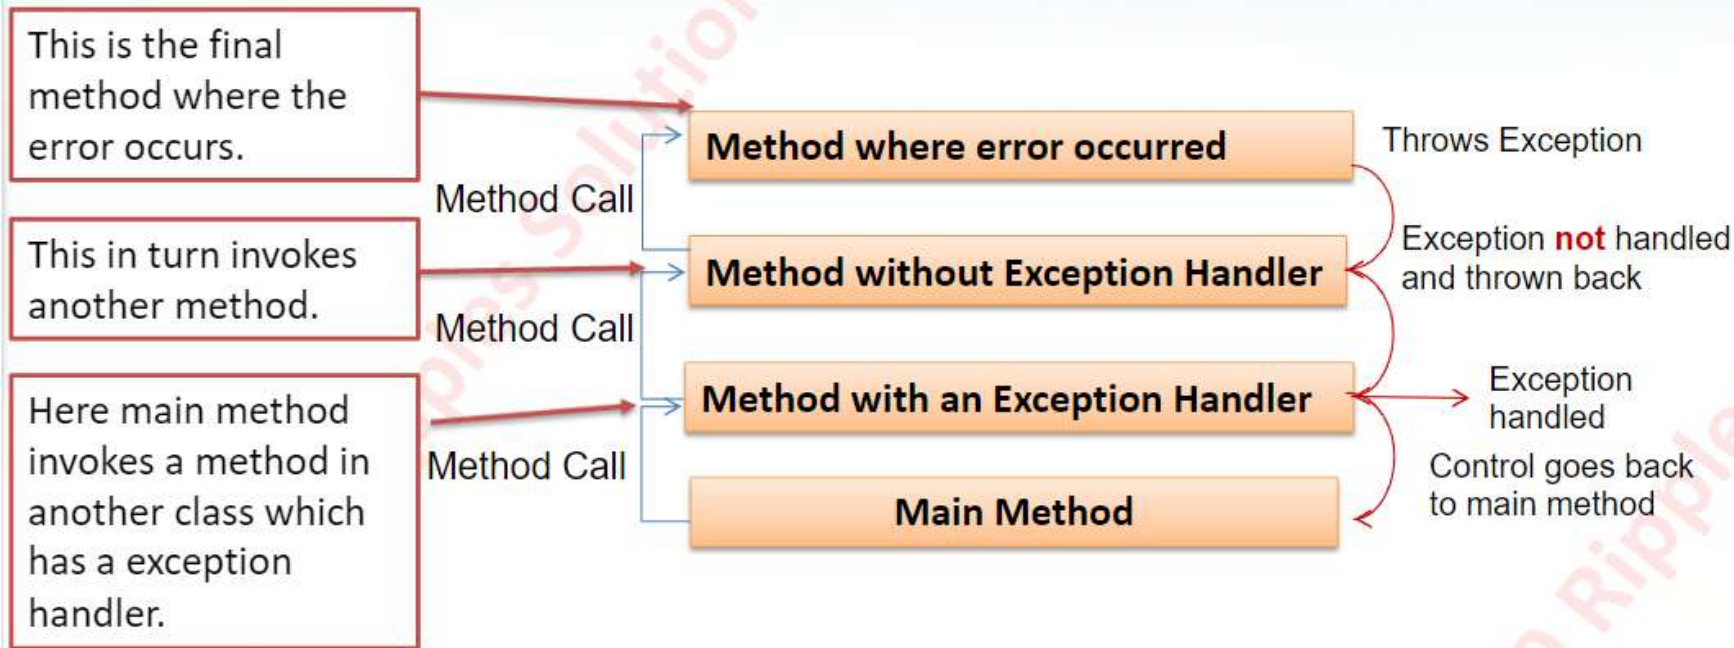 This is the final
method where the
error occurs.
This in turn invokes
another method.
Here main method
invokes a method in
another class which
has a exception
handler.
Method Call
Method Call
Method Call
Method where error occurred
Method without Exception Handler
Method with an Exception Handler
Main Method
Throws Exception
Exception not handled
and thrown back
Exception
handled
Control goes back
to main method